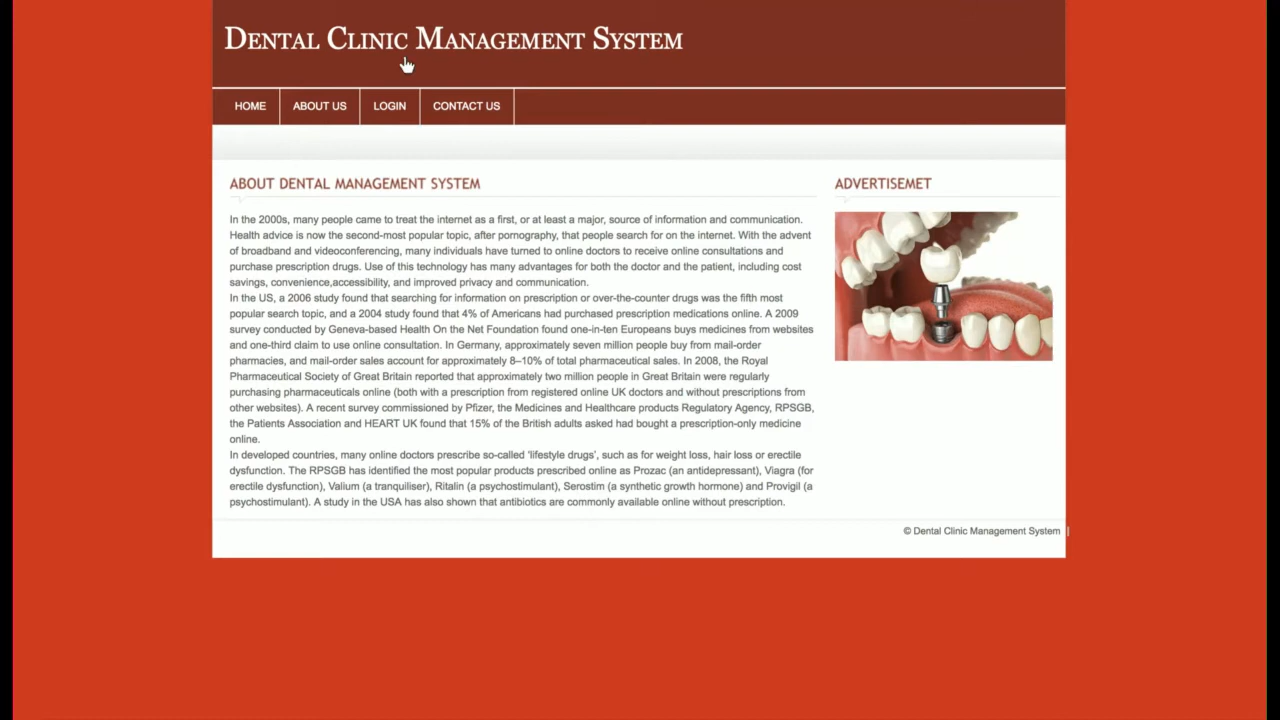 Dental Clinic Management System
HOME
ABOUT US
LOGIN
CONTACT US
ABOUT DENTAL MANAGEMENT SYSTEM
In the 2000s, many people came to treat the internet as a first, or at least a major, source of information and communication.
Health advice is now the second-most popular topic, after pornography, that people search for on the internet. With the advent
of broadband and videoconferencing, many individuals have turned to online doctors to receive online consultations and
purchase prescription drugs. Use of this technology has many advantages for both the doctor and the patient, including cost
savings, convenience,accessibility, and improved privacy and communication.
In the US, a 2006 study found that searching for information on prescription or over-the-counter drugs was the fifth most
popular search topic, and a 2004 study found that 4% of Americans had purchased prescription medications online. A 2009
survey conducted by Geneva-based Health On the Net Foundation found one-in-ten Europeans buys medicines from websites
and one-third claim to use online consultation. In Germany, approximately seven million people buy from mail-order
pharmacies, and mail-order sales account for approximately 8–10% of total pharmaceutical sales. In 2008, the Royal
Pharmaceutical Society of Great Britain reported that approximately two million people in Great Britain were regularly
purchasing pharmaceuticals online (both with a prescription from registered online UK doctors and without prescriptions from
other websites). A recent survey commissioned by Pfizer, the Medicines and Healthcare products Regulatory Agency, RPSGB,
the Patients Association and HEART UK found that 15% of the British adults asked had bought a prescription-only medicine
online.
In developed countries, many online doctors prescribe so-called ‘lifestyle drugs’, such as for weight loss, hair loss or erectile
dysfunction. The RPSGB has identified the most popular products prescribed online as Prozac (an antidepressant), Viagra (for
erectile dysfunction), Valium (a tranquiliser), Ritalin (a psychostimulant), Serostim (a synthetic growth hormone) and Provigil (a
psychostimulant). A study in the USA has also shown that antibiotics are commonly available online without prescription.
ADVERTISEMET
© Dental Clinic Management System |